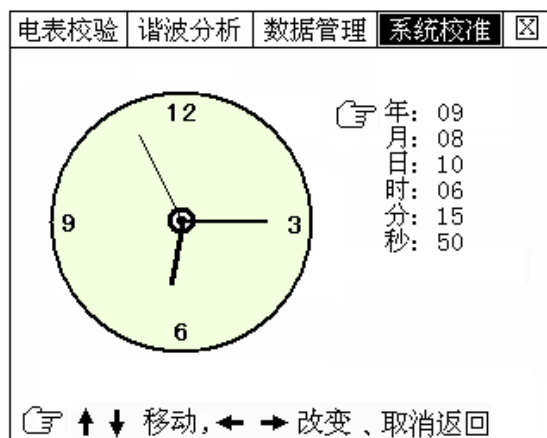 电表校验 谐波分析 数据管理 系统校准
12
9 3
6
年: 09
月: 08
日: 10
时: 06
分: 15
秒: 50
移动, 改变、取消返回